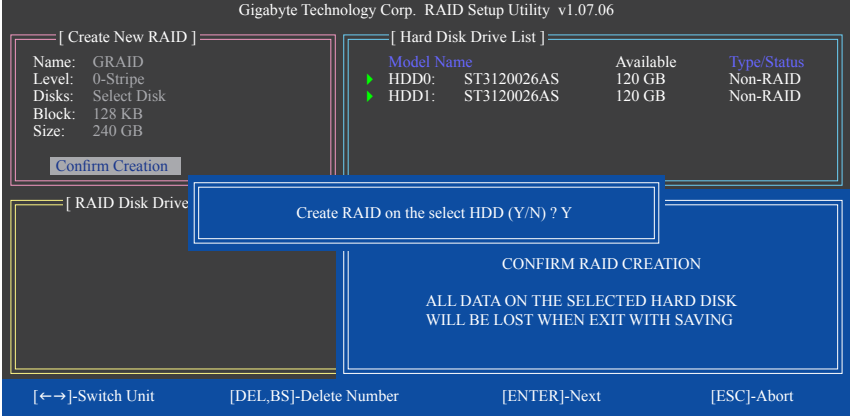 Gigabyte Technology Corp. RAID Setup Utility v1.07.06
[ Create New RAID ]
Name: GRAID
Level: 0-Stripe
Disks: Select Disk
Block: 128 KB
Size: 240 GB
Confirm Creation
[ Hard Disk Drive List ]
Model Name Available Type/Status
HDD0: ST3120026AS 120 GB Non-RAID
HDD1: ST3120026AS 120 GB Non-RAID
[ RAID Disk Drive
Create RAID on the select HDD (Y/N) ? Y
CONFIRM RAID CREATION
ALL DATA ON THE SELECTED HARD DISK
WILL BE LOST WHEN EXIT WITH SAVING
[←→]-Switch Unit [DEL,BS]-Delete Number [ENTER]-Next [ESC]-Abort